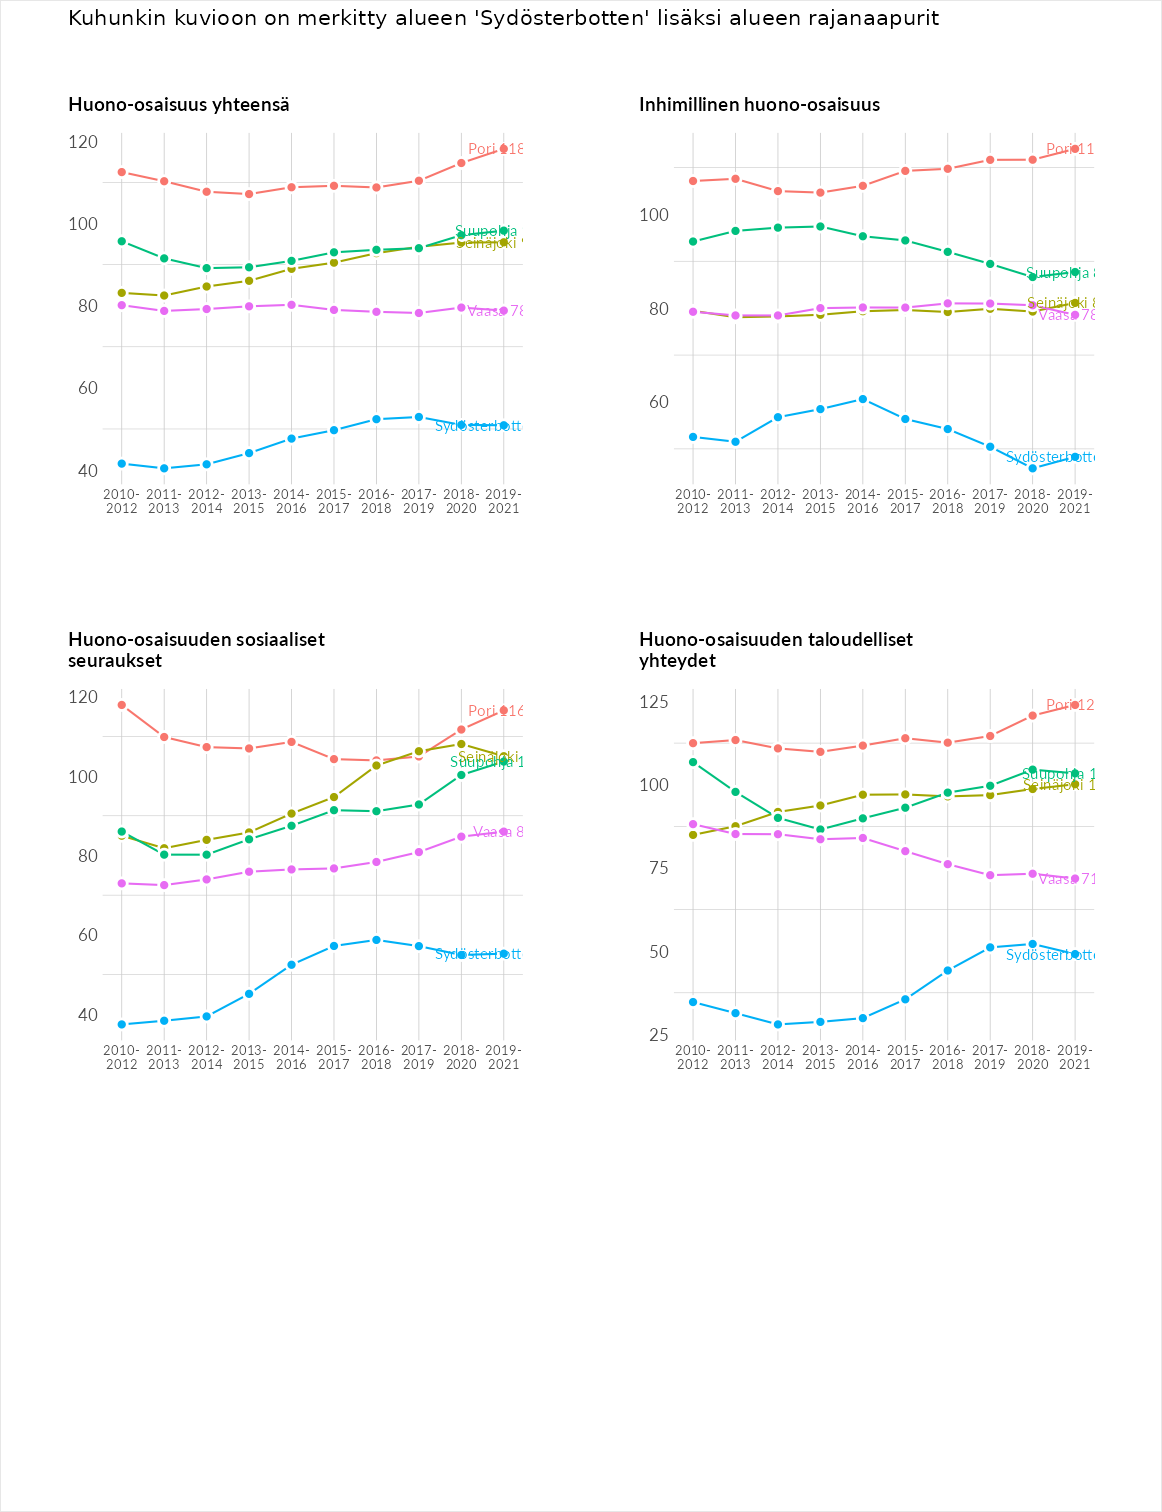 Kuhunkin kuvioon on merkitty alueen 'Sydösterbotten' lisäksi alueen rajanaapurit
Huono-osaisuus yhteensä
120
100
80
60
40
Pori 118
Suupohja
Seinäjoki
Vaasa 78
Sydösterbott
2010-2012 2011-2013 2012-2014 2013-2015 2014-2016 2015-2017 2016-2018 2017-2019 2018-2020 2019-2021
Inhimillinen huono-osaisuus
100
80
60
Pori 11
Suupohja 8
Seinäjoki 8
Vaasa 78
Sydösterbotte
2010-2012 2011-2013 2012-2014 2013-2015 2014-2016 2015-2017 2016-2018 2017-2019 2018-2020 2019-2021
Huono-osaisuuden sosiaaliset
seuraukset
120
100
80
60
40
Pori 116
Seinäjoki
Suupohja 1
Vaasa 8
Sydösterbott
2010-2012 2011-2013 2012-2014 2013-2015 2014-2016 2015-2017 2016-2018 2017-2019 2018-2020 2019-2021
Huono-osaisuuden taloudelliset
yhteydet
125
100
75
50
25
Pori 12
Suupohja 1
Seinäjoki 1
Vaasa 71
Sydösterbotte
2010-2012 2011-2013 2012-2014 2013-2015 2014-2016 2015-2017 2016-2018 2017-2019 2018-2020 2019-2021